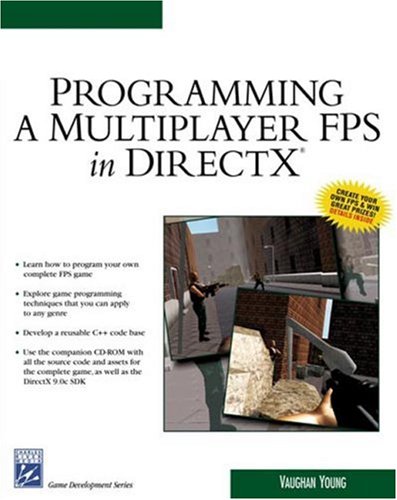 PROGRAMMING
A MULTIPLAYER FPS
in DIRECTX®
CREATE YOUR
OWN FPS & WIN
GREAT PRIZES!
DETAILS INSIDE
• Learn how to program your own
complete FPS game
• Explore game programming
techniques that you can apply
to any genre
• Develop a reusable C++ code base
• Use the companion CD-ROM with
all the source code and assets for
the complete game, as well as the
DirectX 9.0c SDK
CHARLES
RIVER
MEDIA
Game Development Series
VAUGHAN YOUNG